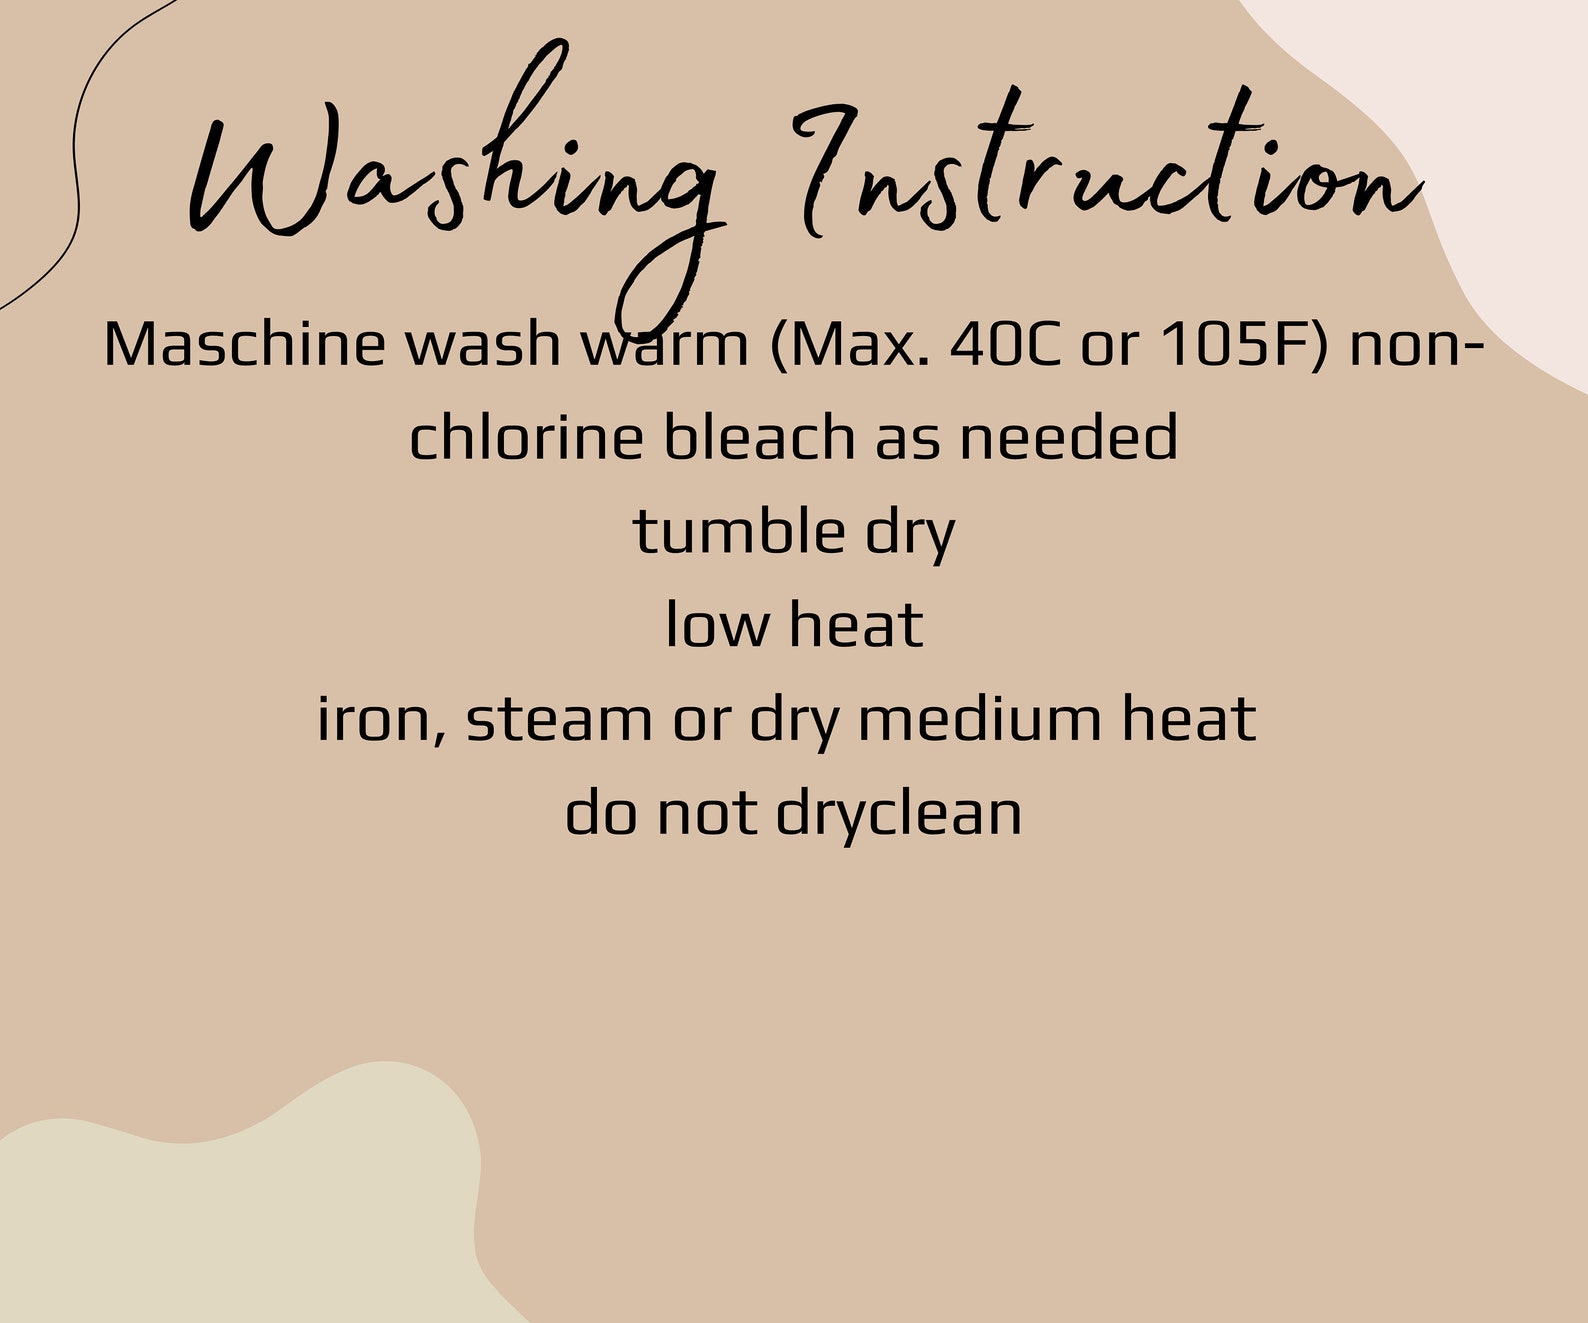 Washing Instruction
Maschine wash warm (Max. 40C or 105F) non-
chlorine bleach as needed
tumble dry
low heat
iron, steam or dry medium heat
do not dryclean